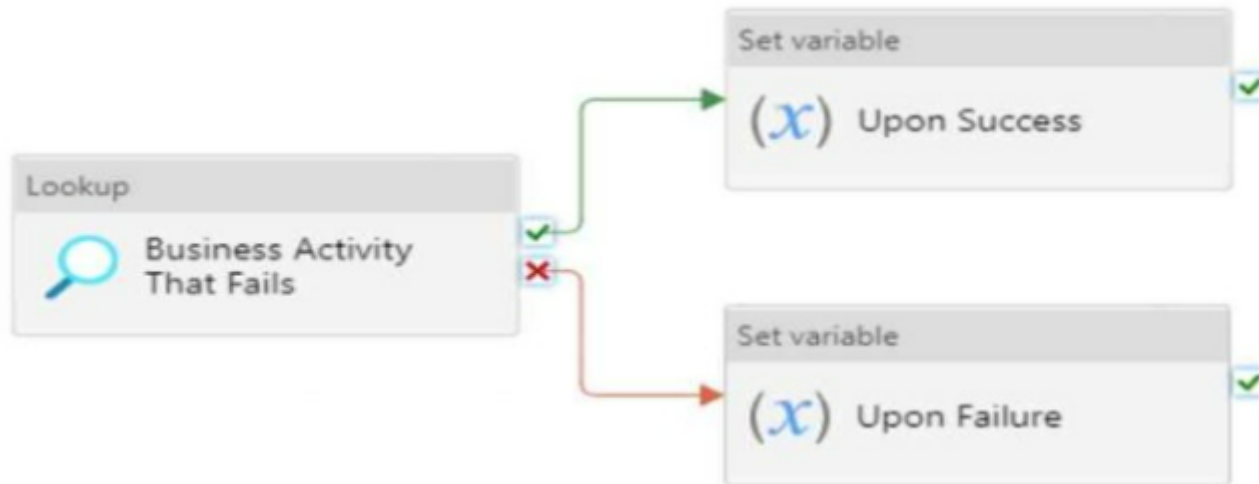 Set variable
(x) Upon Success
Lookup
Business Activity
That Fails
Set variable
(x) Upon Failure